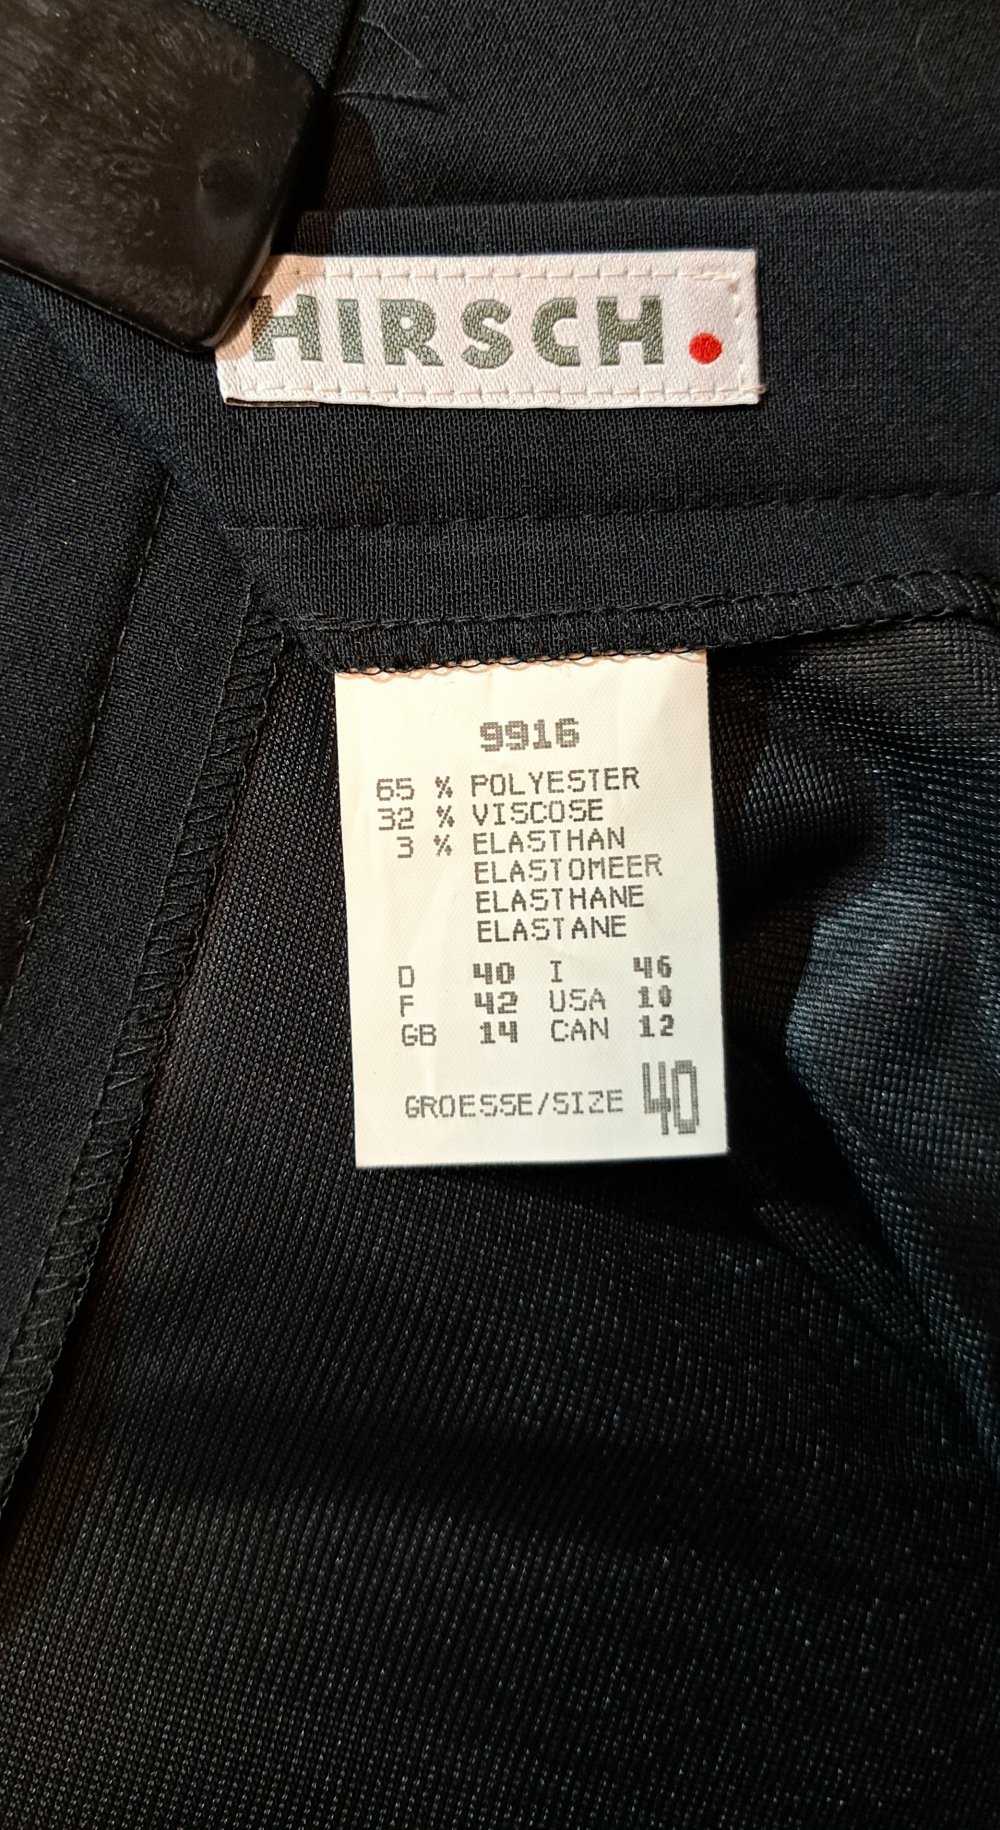 HIRSCH.
9916
65 % POLYESTER
32 % VISCOSE
3 % ELASTHAN
ELASTOMEER
ELASTHANE
ELASTANE
D 40 I 46
F 42 USA 10
GB 14 CAN 12
GROESSE/SIZE 40